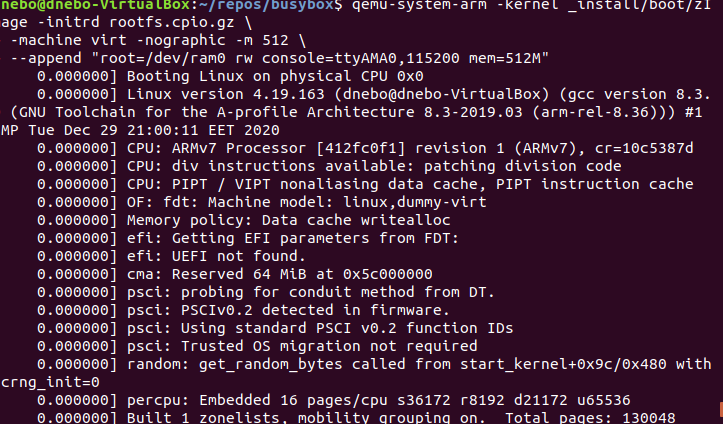 dnebo@dnebo-VirtualBox:~/repos/busybox$ qemu-system-arm -kernel _install/boot/zI
age -initrd rootfs.cpio.gz \
-machine virt -nographic -m 512 \
--append "root=/dev/ram0 rw console=ttyAMA0,115200 mem=512M"
0.000000] Booting Linux on physical CPU 0x0
0.000000] Linux version 4.19.163 (dnebo@dnebo-VirtualBox) (gcc version 8.3.
(GNU Toolchain for the A-profile Architecture 8.3-2019.03 (arm-rel-8.36))) #1
MP Tue Dec 29 21:00:11 EET 2020
0.000000] CPU: ARMv7 Processor [412fc0f1] revision 1 (ARMv7), cr=10c5387d
0.000000] CPU: div instructions available: patching division code
0.000000] CPU: PIPT / VIPT nonaliasing data cache, PIPT instruction cache
0.000000] OF: fdt: Machine model: linux,dummy-virt
0.000000] Memory policy: Data cache writealloc
0.000000] efi: Getting EFI parameters from FDT:
0.000000] efi: UEFI not found.
0.000000] cma: Reserved 64 MiB at 0x5c000000
0.000000] psci: probing for conduit method from DT.
0.000000] psci: PSCIv0.2 detected in firmware.
0.000000] psci: Using standard PSCI v0.2 function IDs
0.000000] psci: Trusted OS migration not required
0.000000] random: get_random_bytes called from start_kernel+0x9c/0x480 with
crng_init=0
0.000000] percpu: Embedded 16 pages/cpu s36172 r8192 d21172 u65536
0.000000] Built 1 zonelists, mobility grouping on.  Total pages: 130048